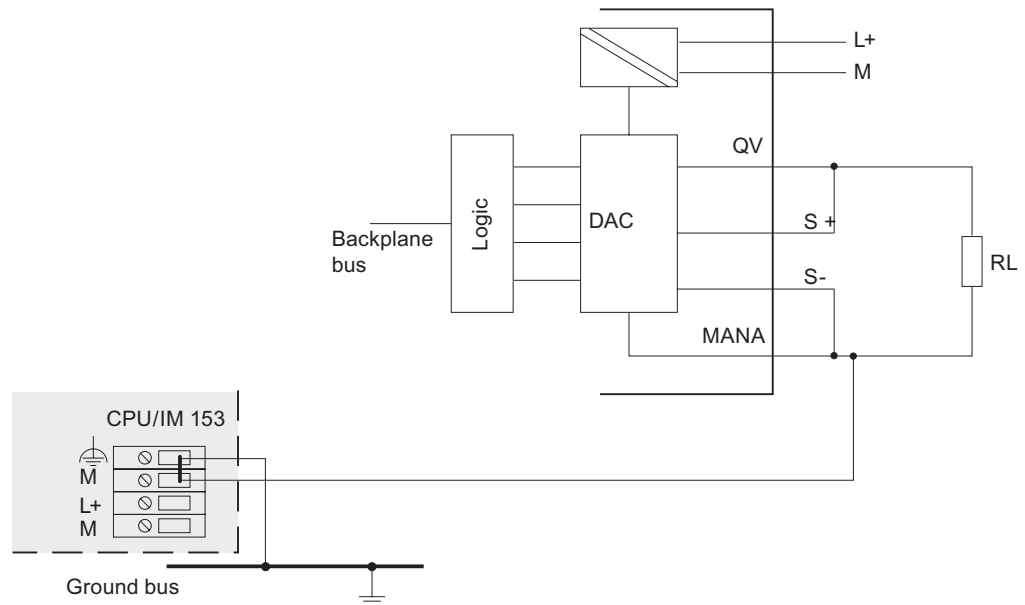 L+
M
QV
Logic
DAC
S +
Backplane
bus
S-
RL
MANA
CPU/IM 153
M
L+
M
Ground bus